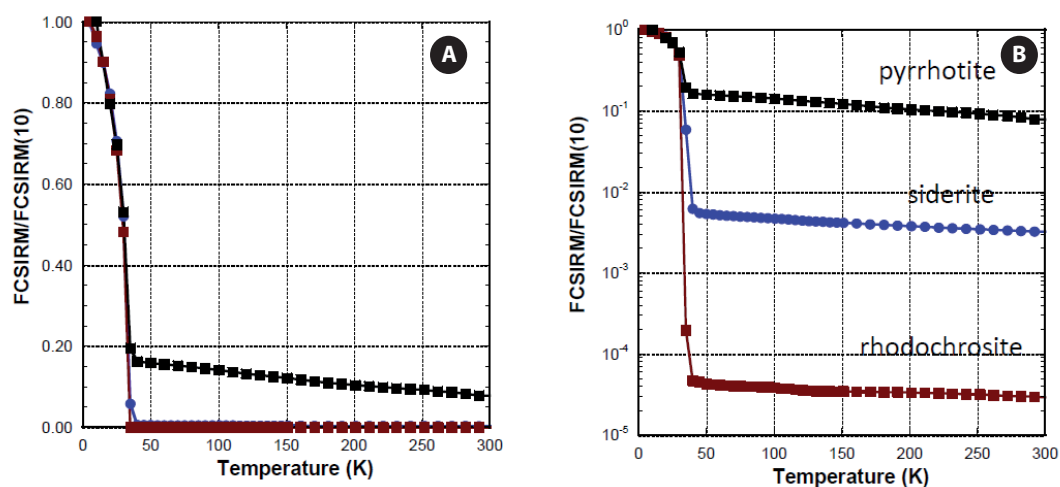 A
FCSIRM/FCSIRM(10)
1.00
0.80
0.60
0.40
0.20
0.00
0 50 100 150 200 250 300
Temperature (K)
B
FCSIRM/FCSIRM(10)
10^0
10^-1
10^-2
10^-3
10^-4
10^-5
pyrrhotite
siderite
rhodochrosite
0 50 100 150 200 250 300
Temperature (K)